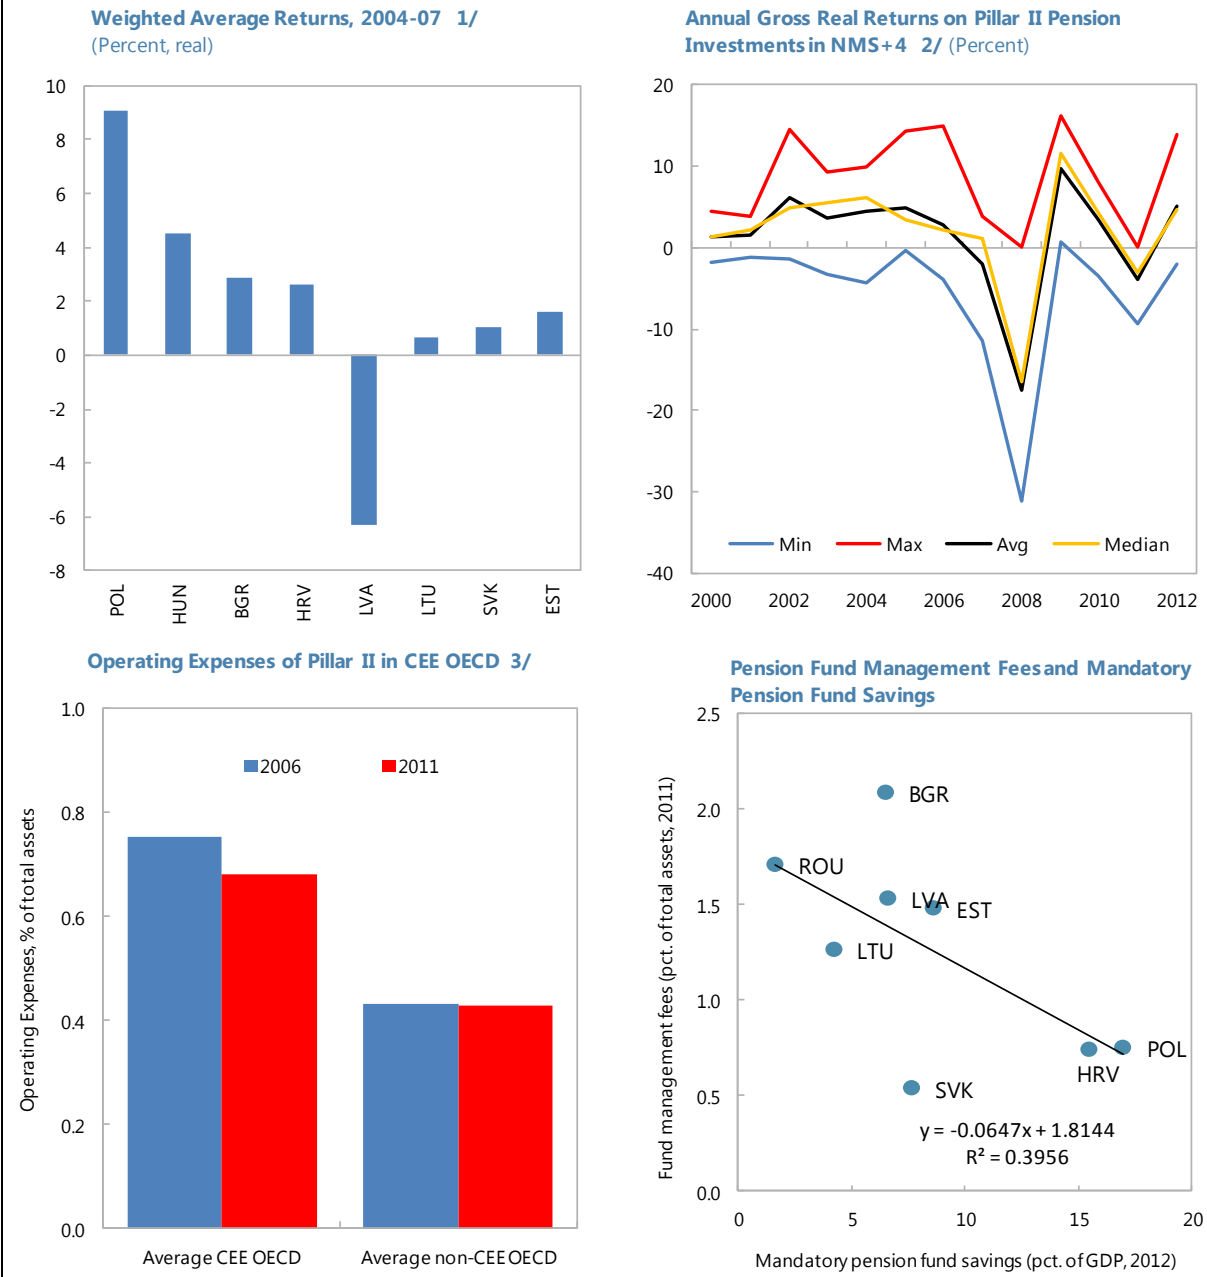 Weighted Average Returns, 2004-07 1/
(Percent, real)
10
8
6
4
2
0
-2
-4
-6
-8
POL
HUN
BGR
HRV
LVA
LTU
SVK
EST
Annual Gross Real Returns on Pillar II Pension
Investments in NMS+4 2/ (Percent)
20
10
0
-10
-20
-30
-40
Min
Max
Avg
Median
2000
2002
2004
2006
2008
2010
2012
Operating Expenses of Pillar II in CEE OECD 3/
Operating Expenses, % of total assets
1.0
0.8
0.6
0.4
0.2
0.0
2006
2011
Average CEE OECD
Average non-CEE OECD
Pension Fund Management Fees and Mandatory
Pension Fund Savings
Fund management fees (pct. of total assets, 2011)
2.5
2.0
1.5
1.0
0.5
0.0
BGR
ROU
LVA
EST
LTU
POL
HRV
SVK
y = -0.0647x + 1.8144
R² = 0.3956
0
5
10
15
20
Mandatory pension fund savings (pct. of GDP, 2012)